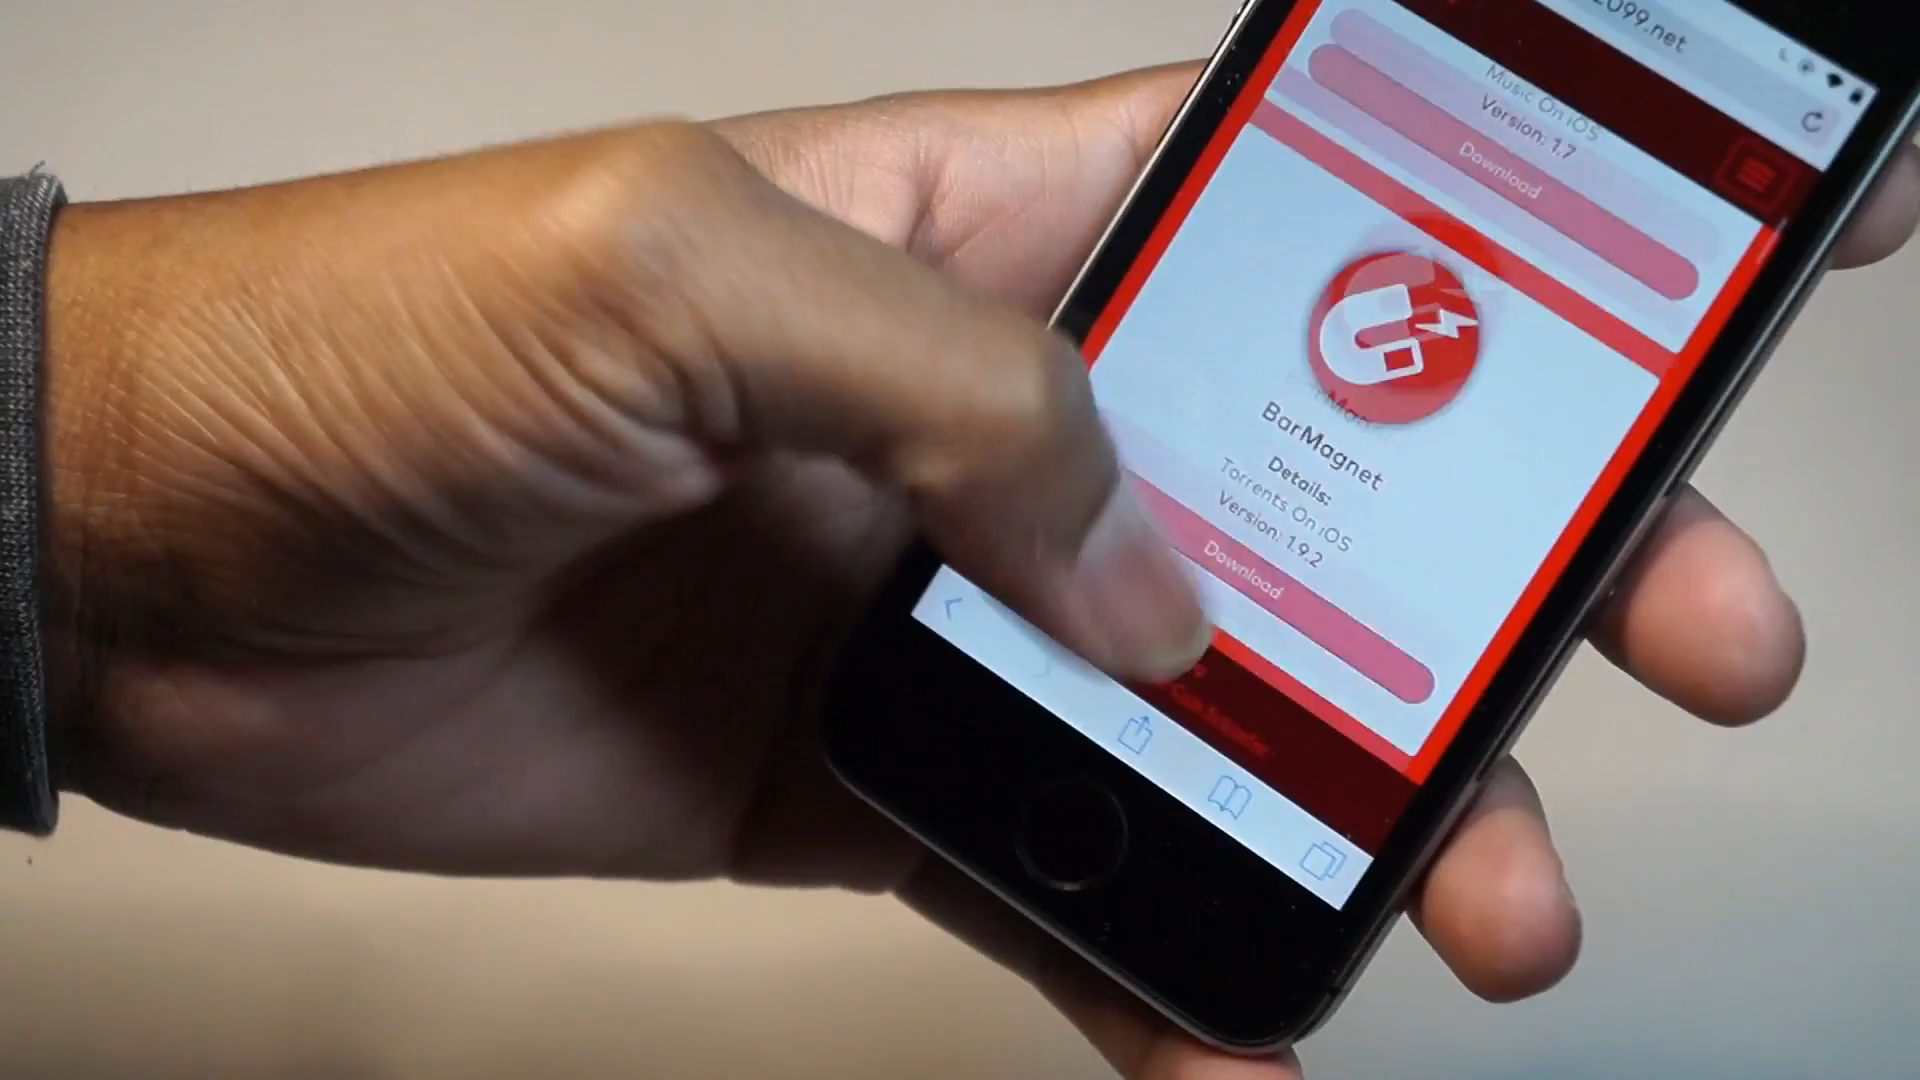 2099.net
Music On iOS
Version: 1.7
Download
BarMagnet
Details:
Torrents On iOS
Version: 1.9.2
Download